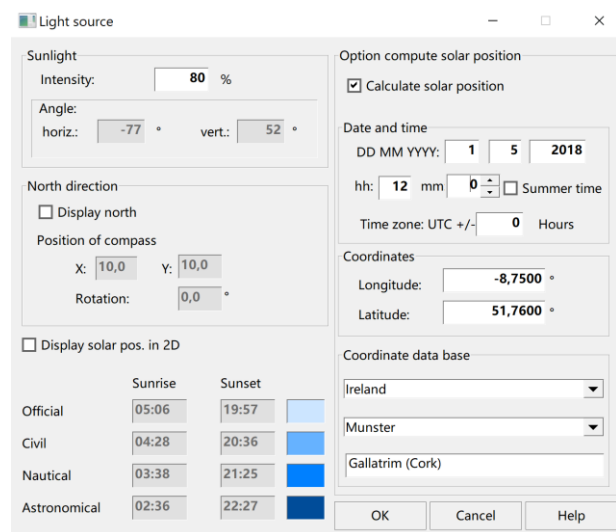 Light source
Sunlight
Intensity: 80 %
Angle:
horiz.: -77 ° vert.: 52 °
North direction
Display north
Position of compass
X: 10,0 Y: 10,0
Rotation: 0,0 °
Display solar pos. in 2D
Sunrise Sunset
Official 05:06 19:57
Civil 04:28 20:36
Nautical 03:38 21:25
Astronomical 02:36 22:27
Option compute solar position
Calculate solar position
Date and time
DD MM YYYY: 1 5 2018
hh: 12 mm 0 Summer time
Time zone: UTC +/- 0 Hours
Coordinates
Longitude: -8,7500 °
Latitude: 51,7600 °
Coordinate data base
Ireland
Munster
Gallatrim (Cork)
OK Cancel Help